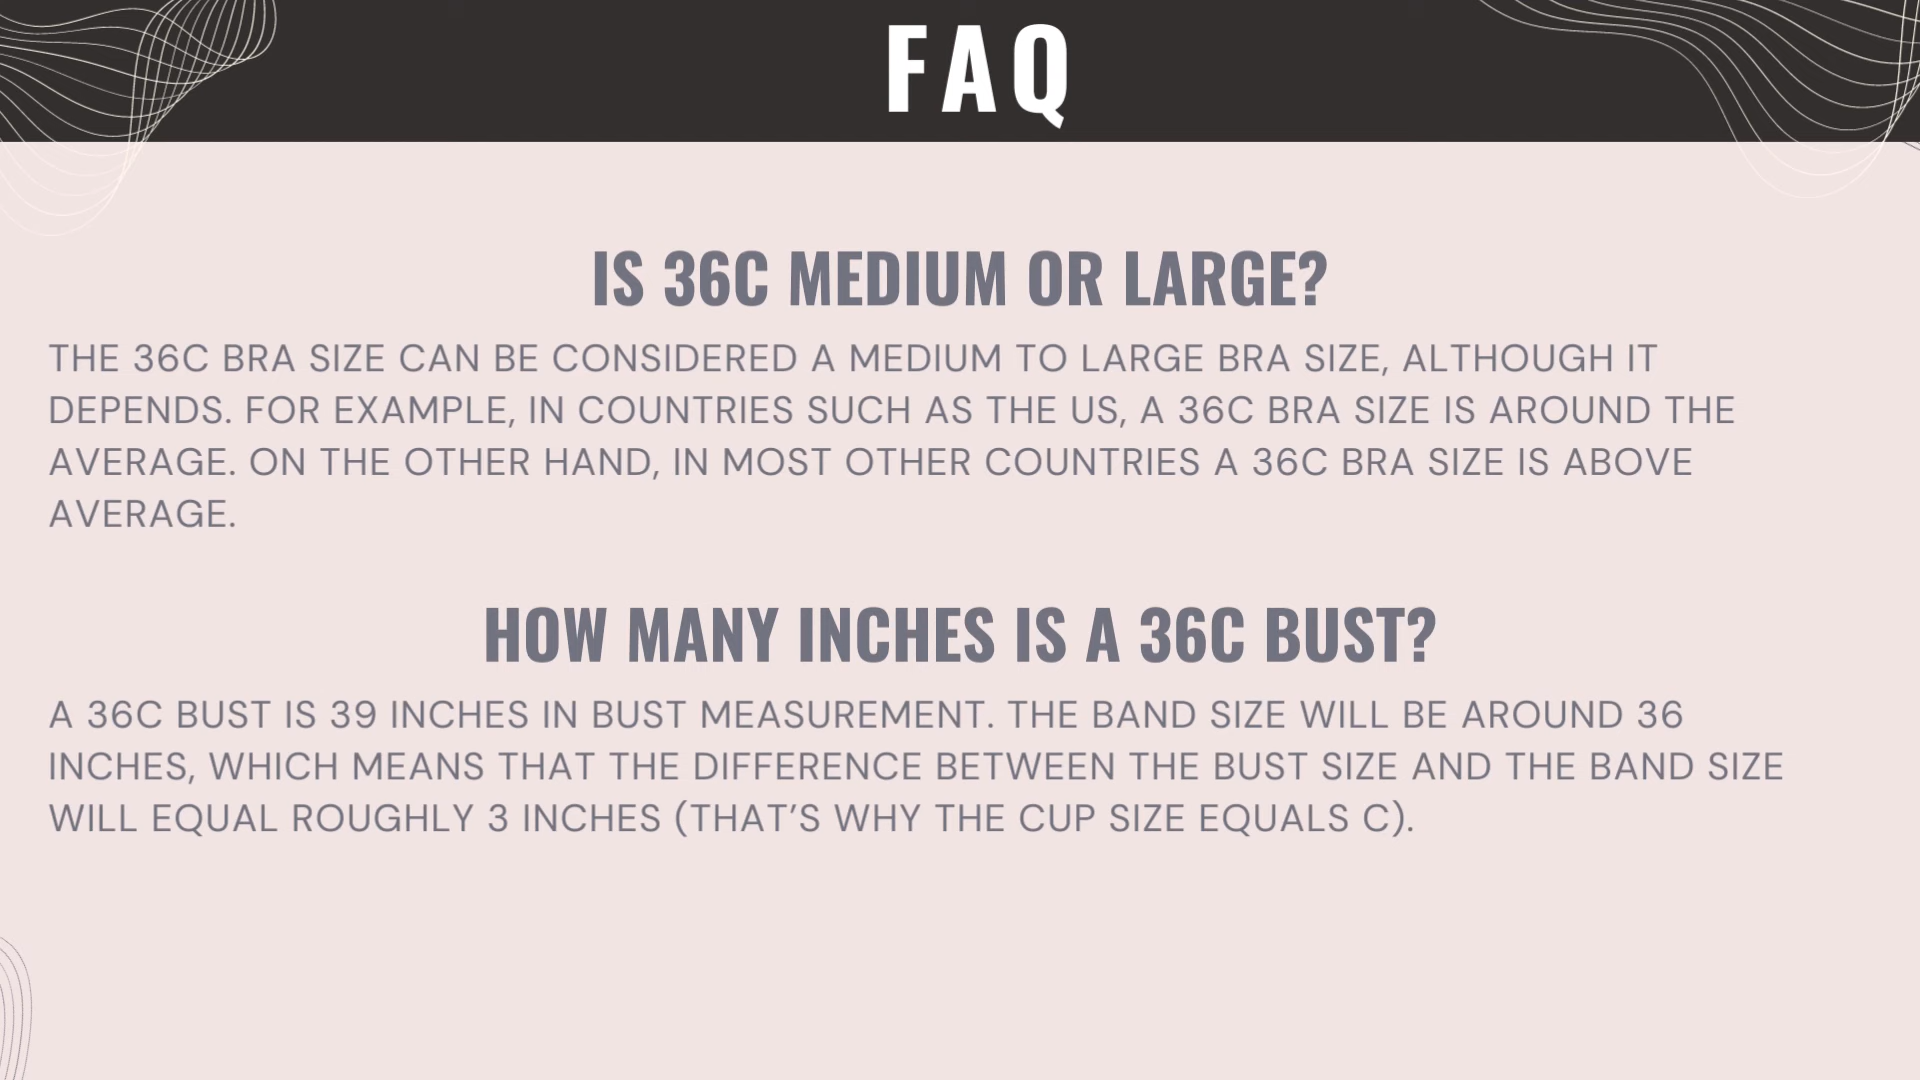 FAQ
IS 36C MEDIUM OR LARGE?
THE 36C BRA SIZE CAN BE CONSIDERED A MEDIUM TO LARGE BRA SIZE, ALTHOUGH IT
DEPENDS. FOR EXAMPLE, IN COUNTRIES SUCH AS THE US, A 36C BRA SIZE IS AROUND THE
AVERAGE. ON THE OTHER HAND, IN MOST OTHER COUNTRIES A 36C BRA SIZE IS ABOVE
AVERAGE.
HOW MANY INCHES IS A 36C BUST?
A 36C BUST IS 39 INCHES IN BUST MEASUREMENT. THE BAND SIZE WILL BE AROUND 36
INCHES, WHICH MEANS THAT THE DIFFERENCE BETWEEN THE BUST SIZE AND THE BAND SIZE
WILL EQUAL ROUGHLY 3 INCHES (THAT’S WHY THE CUP SIZE EQUALS C).